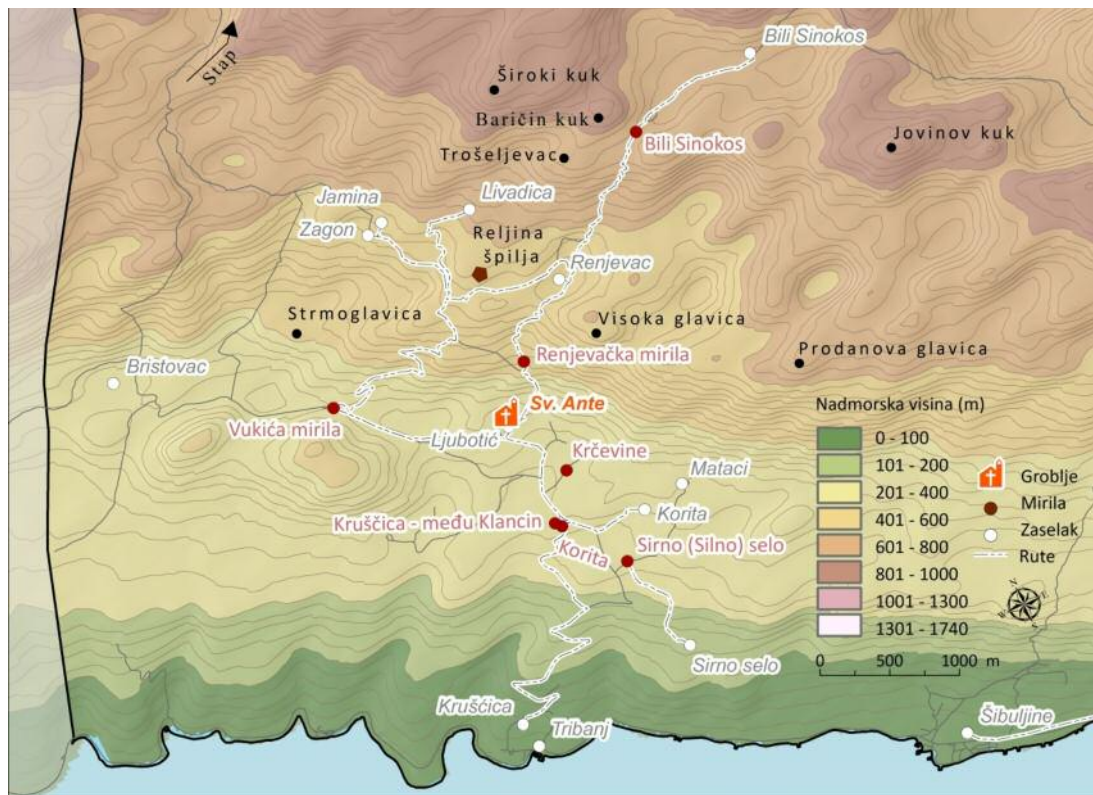 Stap
Bili Sinokos
Široki kuk
Baričin kuk
Bili Sinokos
Jovinov kuk
Trošeljevac
Jamina
Livadica
Zagon
Reljina
špilja
Renjevac
Strmoglavica
Visoka glavica
Renjevačka mirila
Prodanova glavica
Bristovac
Sv. Ante
Vukića mirila
Ljubotić
Krčevine
Mataci
Korita
Kruščica - među Klancin
Korita
Sirno (Silno) selo
Sirno selo
Krušćica
Tribanj
Šibuljine
Nadmorska visina (m)
0 - 100
101 - 200
201 - 400
401 - 600
601 - 800
801 - 1000
1001 - 1300
1301 - 1740
Groblje
Mirila
Zaselak
Rute
N
E
S
W
0 500 1000 m